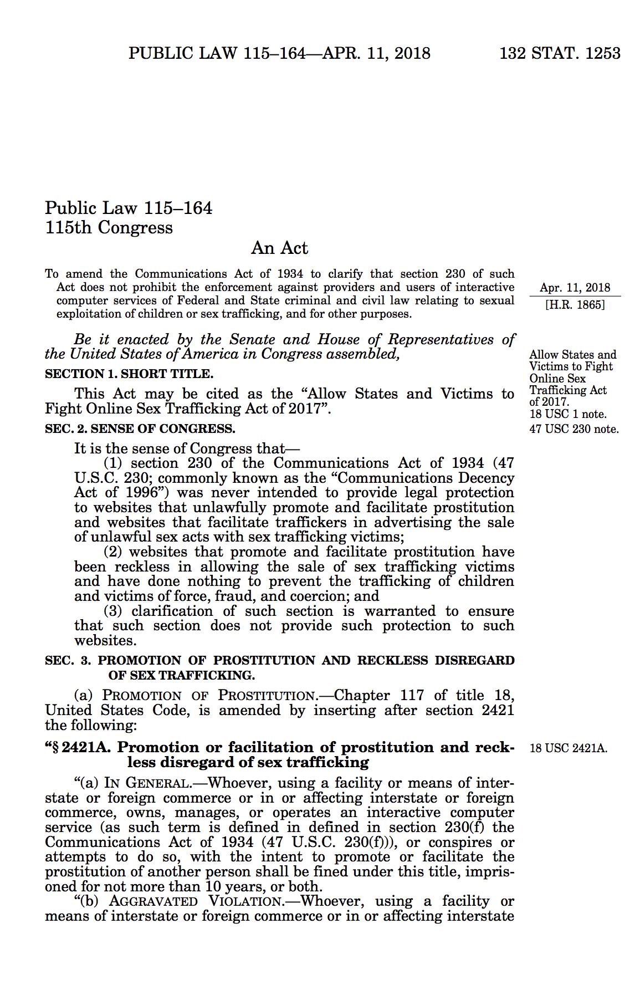 PUBLIC LAW 115–164—APR. 11, 2018
132 STAT. 1253
Public Law 115–164
115th Congress
An Act
To amend the Communications Act of 1934 to clarify that section 230 of such
Act does not prohibit the enforcement against providers and users of interactive
computer services of Federal and State criminal and civil law relating to sexual
exploitation of children or sex trafficking, and for other purposes.
Apr. 11, 2018
[H.R. 1865]
Be it enacted by the Senate and House of Representatives of
the United States of America in Congress assembled,
SECTION 1. SHORT TITLE.
This Act may be cited as the “Allow States and Victims to
Fight Online Sex Trafficking Act of 2017”.
Allow States and
Victims to Fight
Online Sex
Trafficking Act
of 2017.
18 USC 1 note.
SEC. 2. SENSE OF CONGRESS.
47 USC 230 note.
It is the sense of Congress that—
(1) section 230 of the Communications Act of 1934 (47
U.S.C. 230; commonly known as the “Communications Decency
Act of 1996”) was never intended to provide legal protection
to websites that unlawfully promote and facilitate prostitution
and websites that facilitate traffickers in advertising the sale
of unlawful sex acts with sex trafficking victims;
(2) websites that promote and facilitate prostitution have
been reckless in allowing the sale of sex trafficking victims
and have done nothing to prevent the trafficking of children
and victims of force, fraud, and coercion; and
(3) clarification of such section is warranted to ensure
that such section does not provide such protection to such
websites.
SEC. 3. PROMOTION OF PROSTITUTION AND RECKLESS DISREGARD
OF SEX TRAFFICKING.
(a) PROMOTION OF PROSTITUTION.—Chapter 117 of title 18,
United States Code, is amended by inserting after section 2421
the following:
“§ 2421A. Promotion or facilitation of prostitution and reck-
less disregard of sex trafficking
18 USC 2421A.
“(a) IN GENERAL.—Whoever, using a facility or means of inter-
state or foreign commerce or in or affecting interstate or foreign
commerce, owns, manages, or operates an interactive computer
service (as such term is defined in defined in section 230(f) the
Communications Act of 1934 (47 U.S.C. 230(f))), or conspires or
attempts to do so, with the intent to promote or facilitate the
prostitution of another person shall be fined under this title, impris-
oned for not more than 10 years, or both.
“(b) AGGRAVATED VIOLATION.—Whoever, using a facility or
means of interstate or foreign commerce or in or affecting interstate